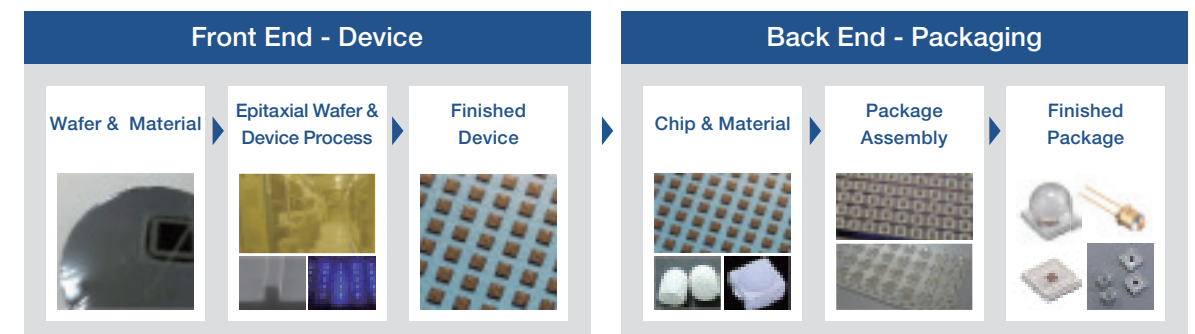 Front End - Device
Back End - Packaging
Wafer & Material
Epitaxial Wafer &
Device Process
Finished
Device
Chip & Material
Package
Assembly
Finished
Package